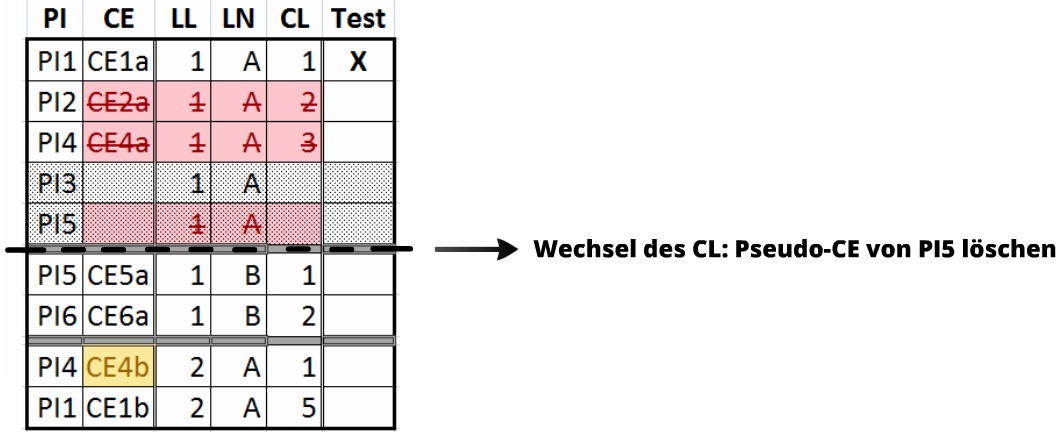 PI CE LL LN CL Test
PI1 CE1a 1 A 1 X
PI2 CE2a 1 A 2
PI4 CE4a 1 A 3
PI3 1 A
PI5 1 A
Wechsel des CL: Pseudo-CE von PI5 löschen
PI5 CE5a 1 B 1
PI6 CE6a 1 B 2
PI4 CE4b 2 A 1
PI1 CE1b 2 A 5